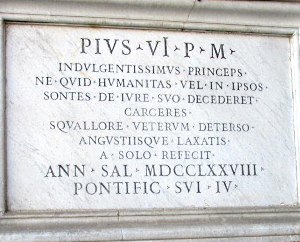 PIVS · VI · P · M ·
INDVLGENTISSIMVS · PRINCEPS ·
NE · QVID · HVMANITAS · VEL · IN · IPSOS ·
SONTES · DE · IVRE · SVO · DECEDERET ·
CARCERES ·
SQVALLORE · VETERVM · DETERSO ·
ANGVSTIISQVE · LAXATIS ·
A · SOLO · REFECIT ·
ANN · SAL · MDCCLXXVIII ·
PONTIFIC · SVI · IV ·